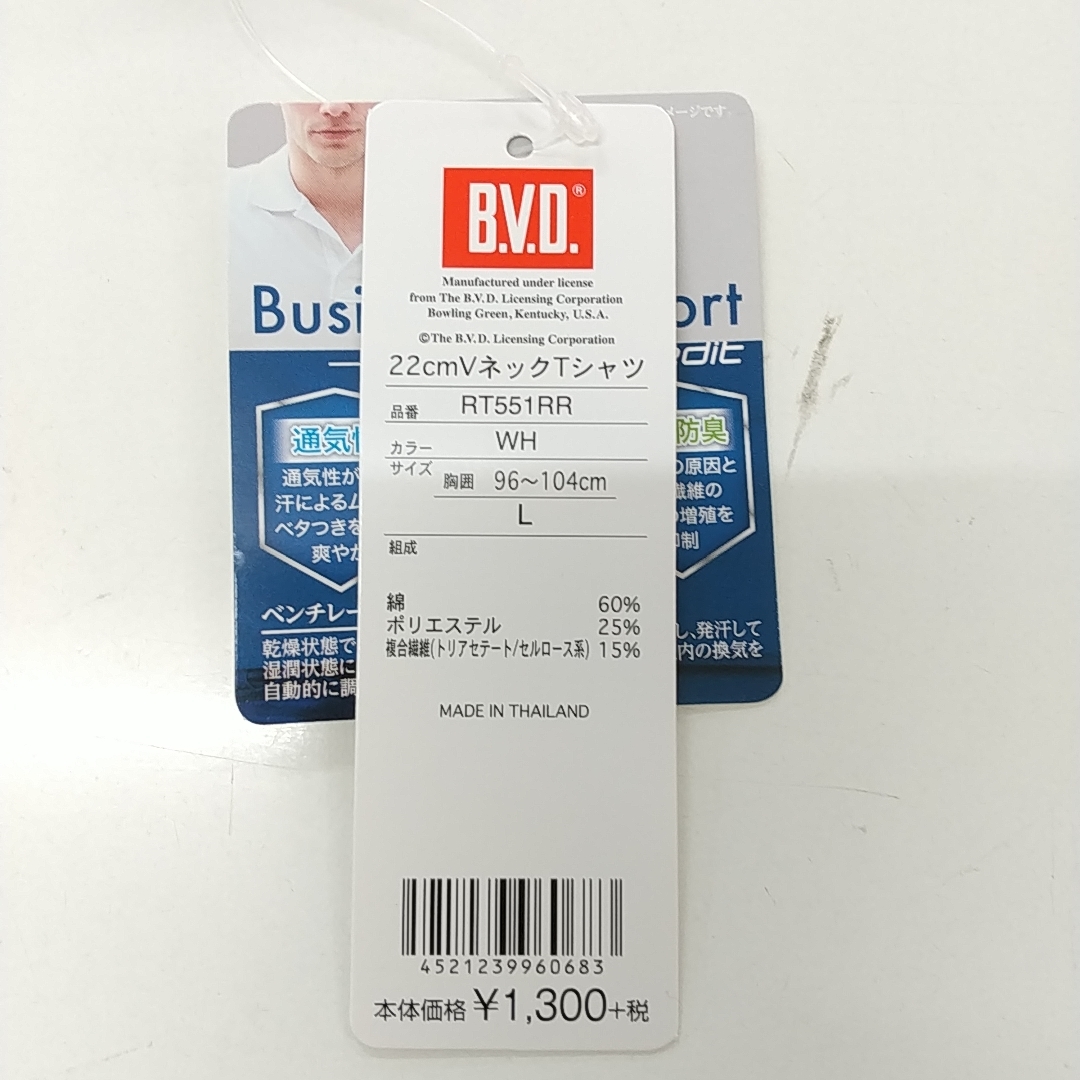 メージです。
B.V.D.®
Manufactured under license
from The B.V.D. Licensing Corporation
Bowling Green, Kentucky, U.S.A.
©The B.V.D. Licensing Corporation
22cmVネックTシャツ
品番 RT551RR
カラー WH
サイズ 胸囲 96〜104cm
L
組成
綿 60%
ポリエステル 25%
複合繊維(トリアセテート/セルロース系) 15%
MADE IN THAILAND
4521239960683
本体価格 ¥1,300+税
Busi
通気性
通気性が
汗によるム
ベタつきを
爽やか
ベンチレー
乾燥状態で
湿潤状態に
自動的に調
ort
防臭
の原因と
繊維の
増殖を
制
し、発汗して
内の換気を